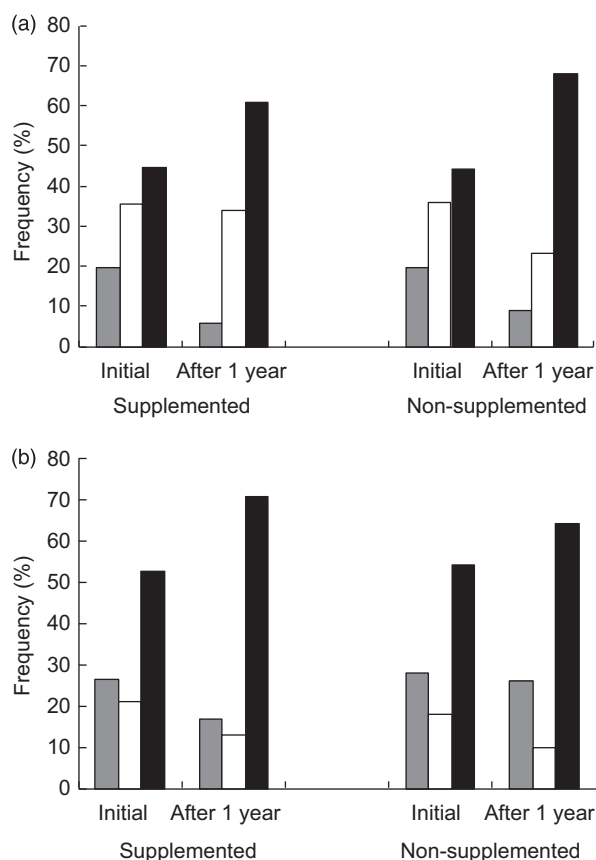 (a)
80
70
60
50
40
30
20
10
0
Frequency (%)
Initial After 1 year Initial After 1 year
Supplemented Non-supplemented
(b)
80
70
60
50
40
30
20
10
0
Frequency (%)
Initial After 1 year Initial After 1 year
Supplemented Non-supplemented